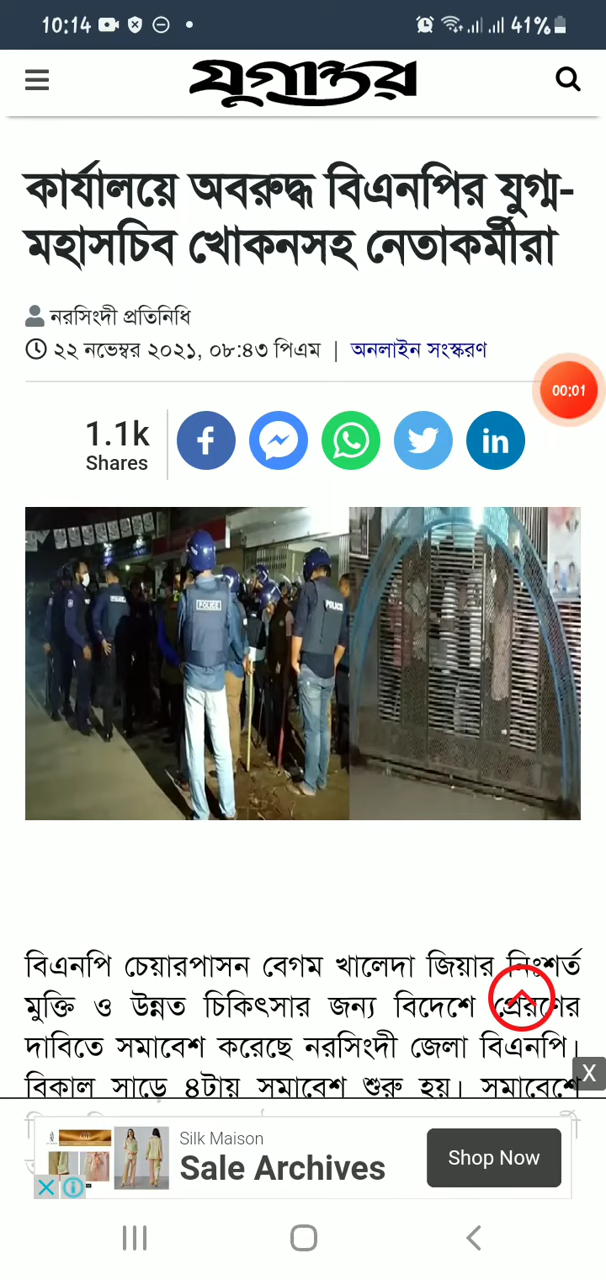 10:14
41%
যুগান্তর
কার্যালয়ে অবরুদ্ধ বিএনপির যুগ্ম-
মহাসচিব খোকনসহ নেতাকর্মীরা
নরসিংদী প্রতিনিধি
২২ নভেম্বর ২০২১, ০৮:৪৩ পিএম | অনলাইন সংস্করণ
00:01
1.1k
Shares
POLICE
POLICE
বিএনপি চেয়ারপাসন বেগম খালেদা জিয়ার নিঃশর্ত
মুক্তি ও উন্নত চিকিৎসার জন্য বিদেশে প্রেরণের
দাবিতে সমাবেশ করেছে নরসিংদী জেলা বিএনপি।
বিকাল সাড়ে ৪টায় সমাবেশ শুরু হয়। সমাবেশে
X
Silk Maison
Sale Archives
Shop Now